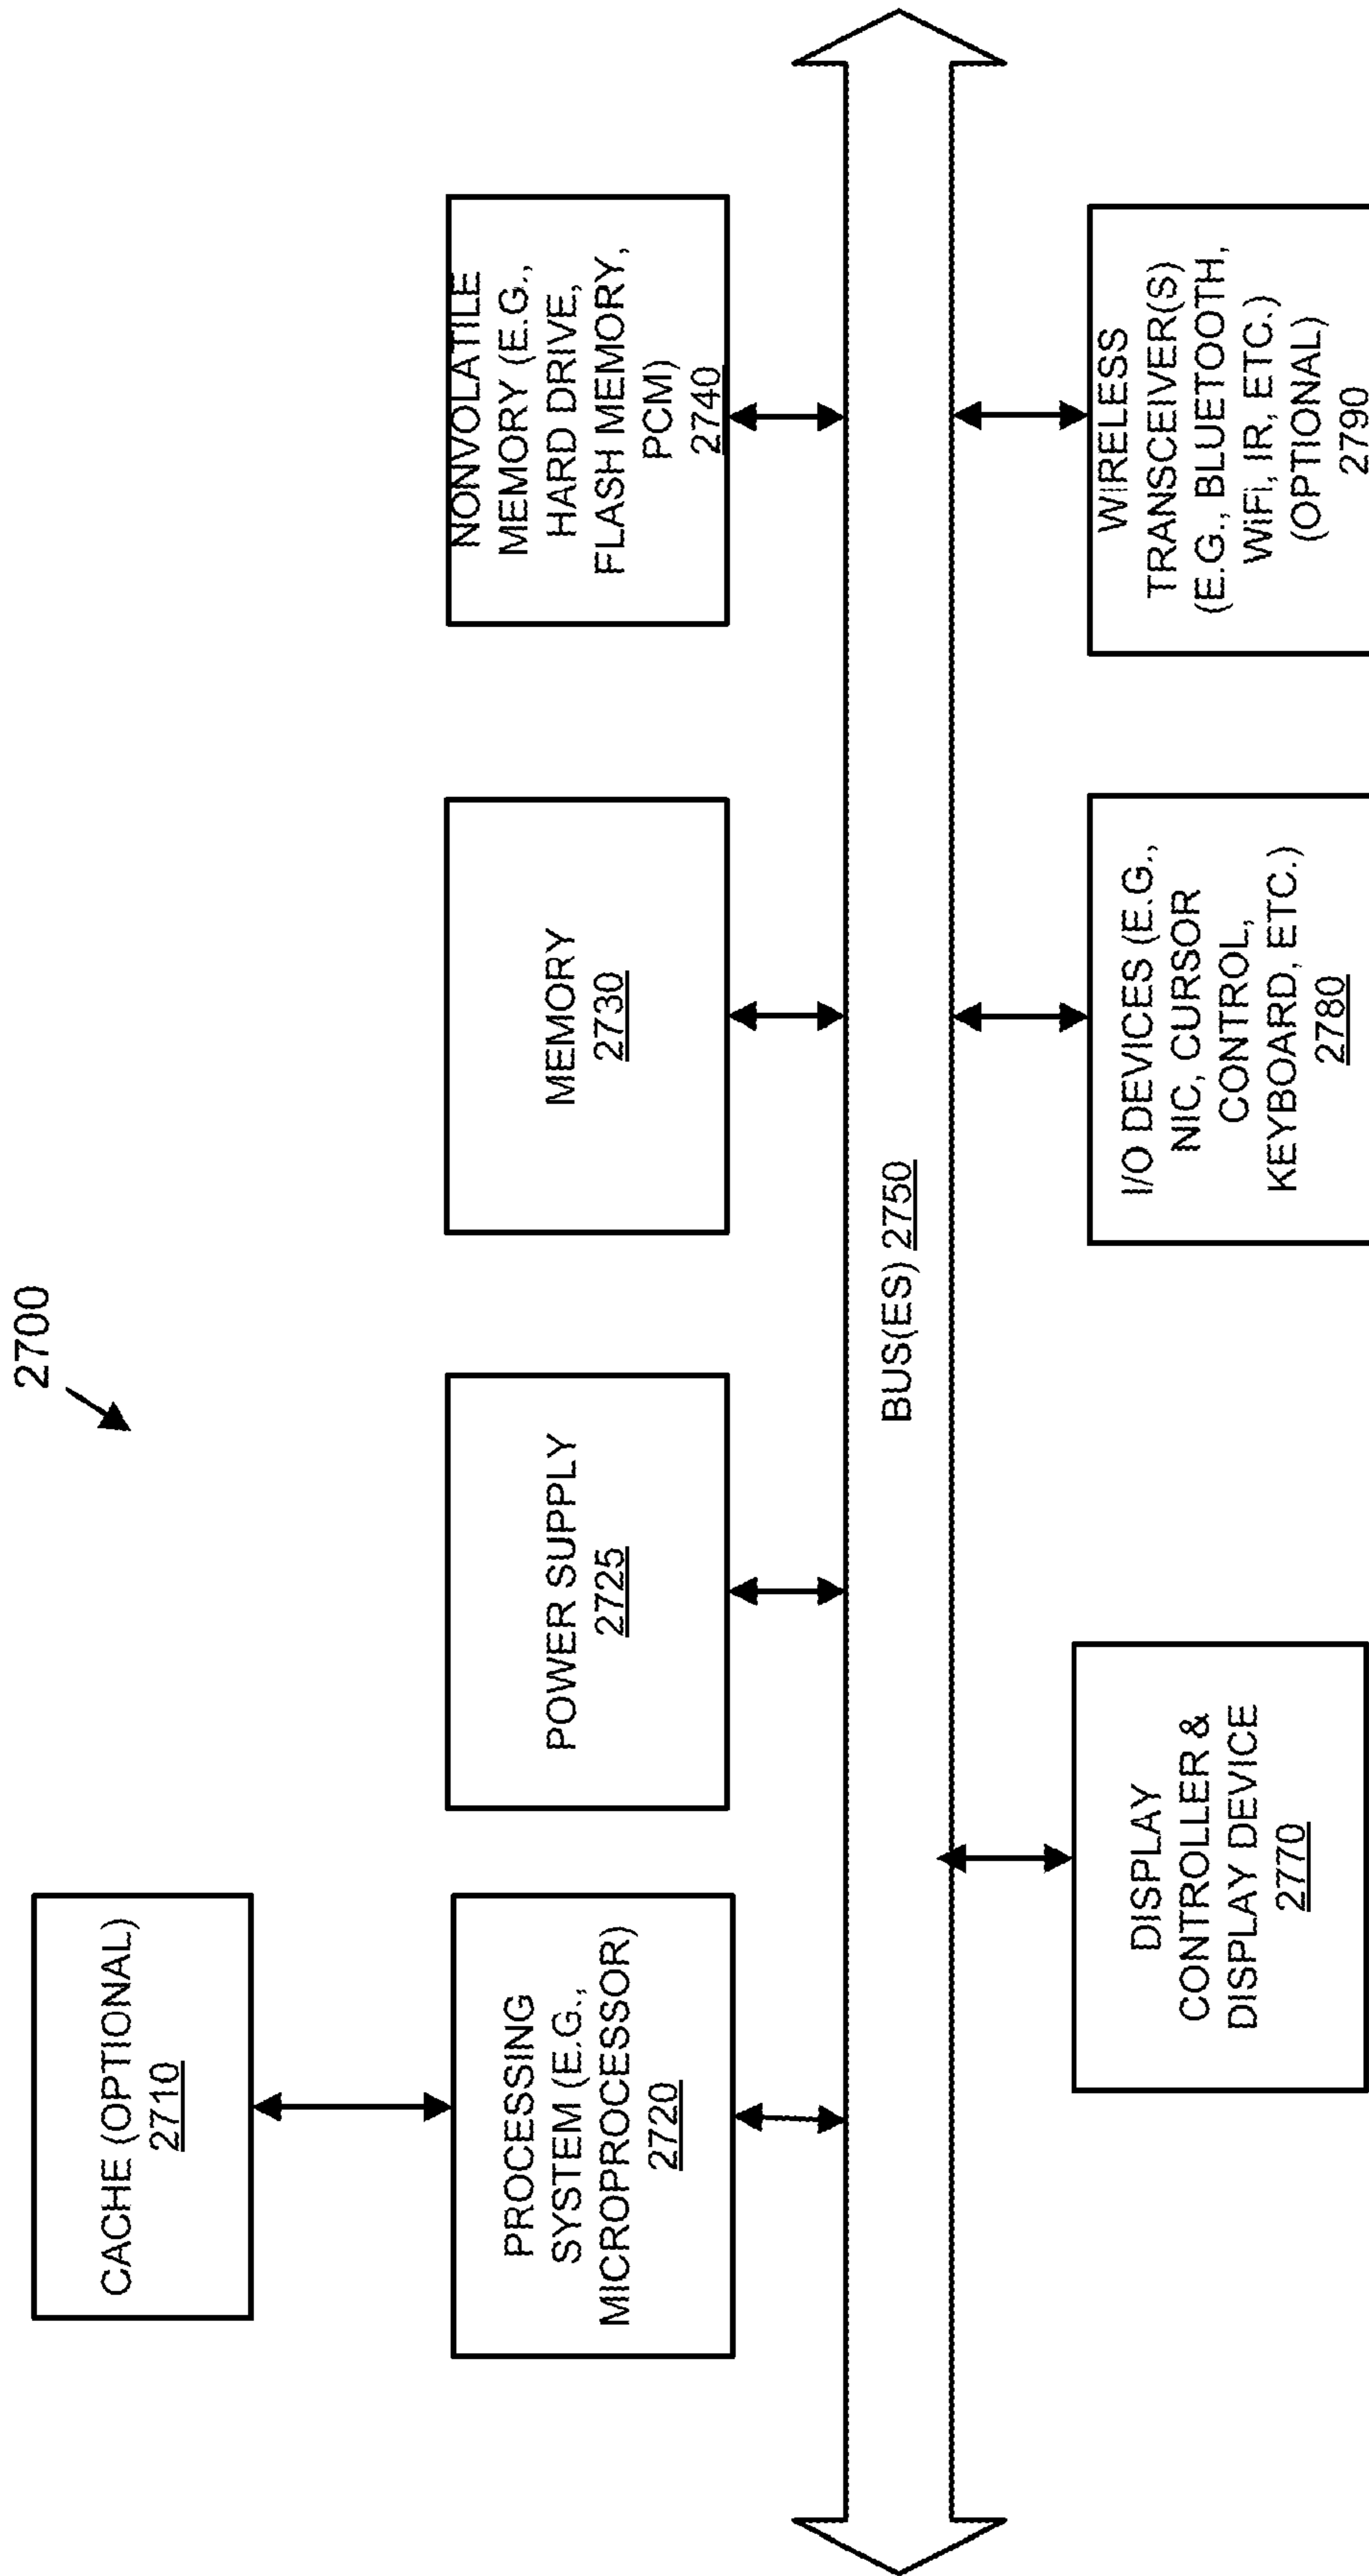 2700
CACHE (OPTIONAL)
2710
PROCESSING
SYSTEM (E.G.,
MICROPROCESSOR)
2720
POWER SUPPLY
2725
MEMORY
2730
NONVOLATILE
MEMORY (E.G.,
HARD DRIVE,
FLASH MEMORY,
PCM)
2740
BUS(ES) 2750
DISPLAY
CONTROLLER &
DISPLAY DEVICE
2770
I/O DEVICES (E.G.,
NIC, CURSOR
CONTROL,
KEYBOARD, ETC.)
2780
WIRELESS
TRANSCEIVER(S)
(E.G., BLUETOOTH,
WiFi, IR, ETC.)
(OPTIONAL)
2790